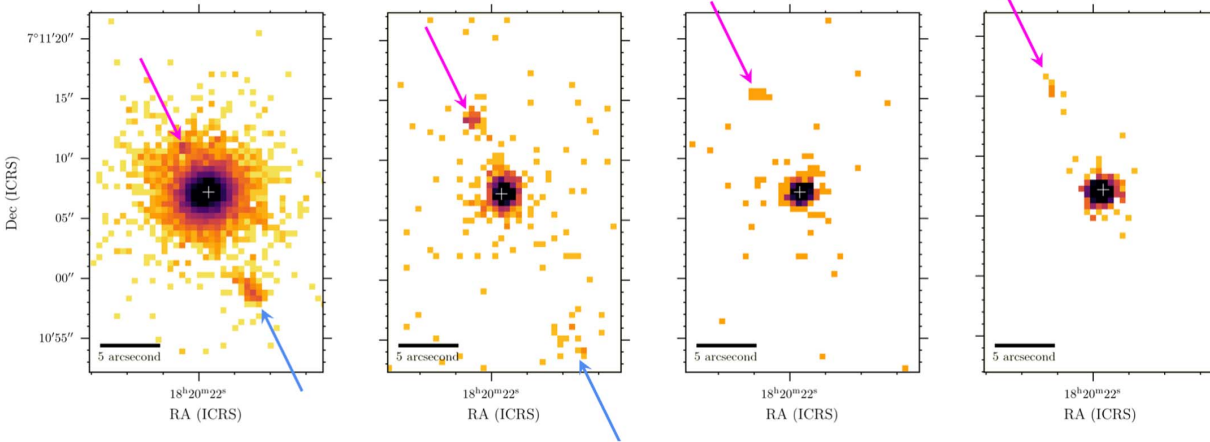 Dec (ICRS)
7°11′20″
15″
10″
05″
00″
10′55″
5 arcsecond
5 arcsecond
5 arcsecond
5 arcsecond
18ʰ20ᵐ22ˢ
18ʰ20ᵐ22ˢ
18ʰ20ᵐ22ˢ
18ʰ20ᵐ22ˢ
RA (ICRS)
RA (ICRS)
RA (ICRS)
RA (ICRS)